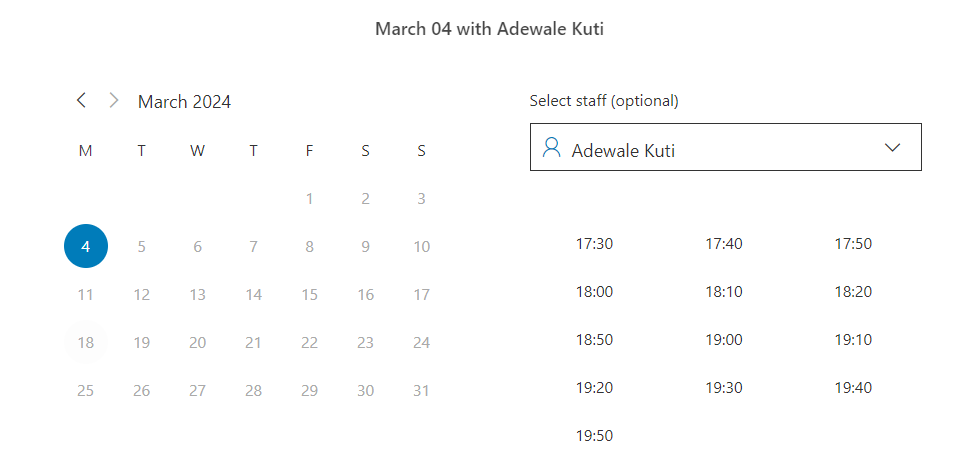 March 04 with Adewale Kuti
March 2024
M T W T F S S
1 2 3
4 5 6 7 8 9 10
11 12 13 14 15 16 17
18 19 20 21 22 23 24
25 26 27 28 29 30 31
Select staff (optional)
Adewale Kuti
17:30 17:40 17:50
18:00 18:10 18:20
18:50 19:00 19:10
19:20 19:30 19:40
19:50